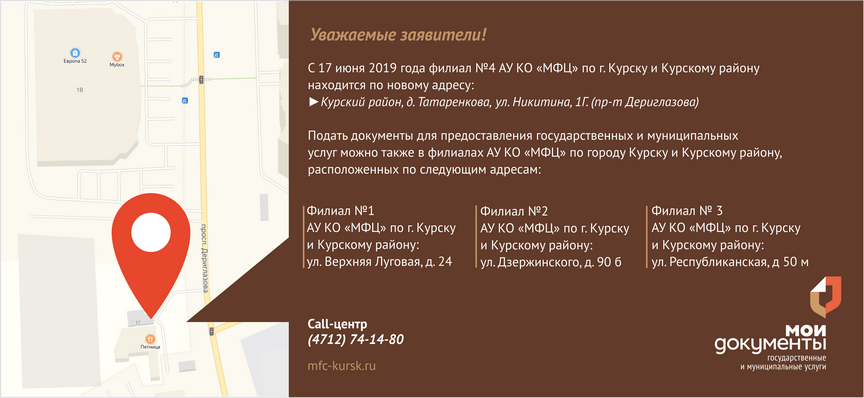 Европа 52
Mybox
1В
просп. Дериглазова
Пятница
Уважаемые заявители!
С 17 июня 2019 года филиал №4 АУ КО «МФЦ» по г. Курску и Курскому району
находится по новому адресу:
►Курский район, д. Татаренкова, ул. Никитина, 1Г. (пр-т Дериглазова)
Подать документы для предоставления государственных и муниципальных
услуг можно также в филиалах АУ КО «МФЦ» по городу Курску и Курскому району,
расположенных по следующим адресам:
Филиал №1
АУ КО «МФЦ» по г. Курску
и Курскому району:
ул. Верхняя Луговая, д. 24
Филиал №2
АУ КО «МФЦ» по г. Курску
и Курскому району:
ул. Дзержинского, д. 90 б
Филиал № 3
АУ КО «МФЦ» по г. Курску
и Курскому району:
ул. Республиканская, д 50 м
Call-центр
(4712) 74-14-80
mfc-kursk.ru
мои
документы
государственные
и муниципальные услуги